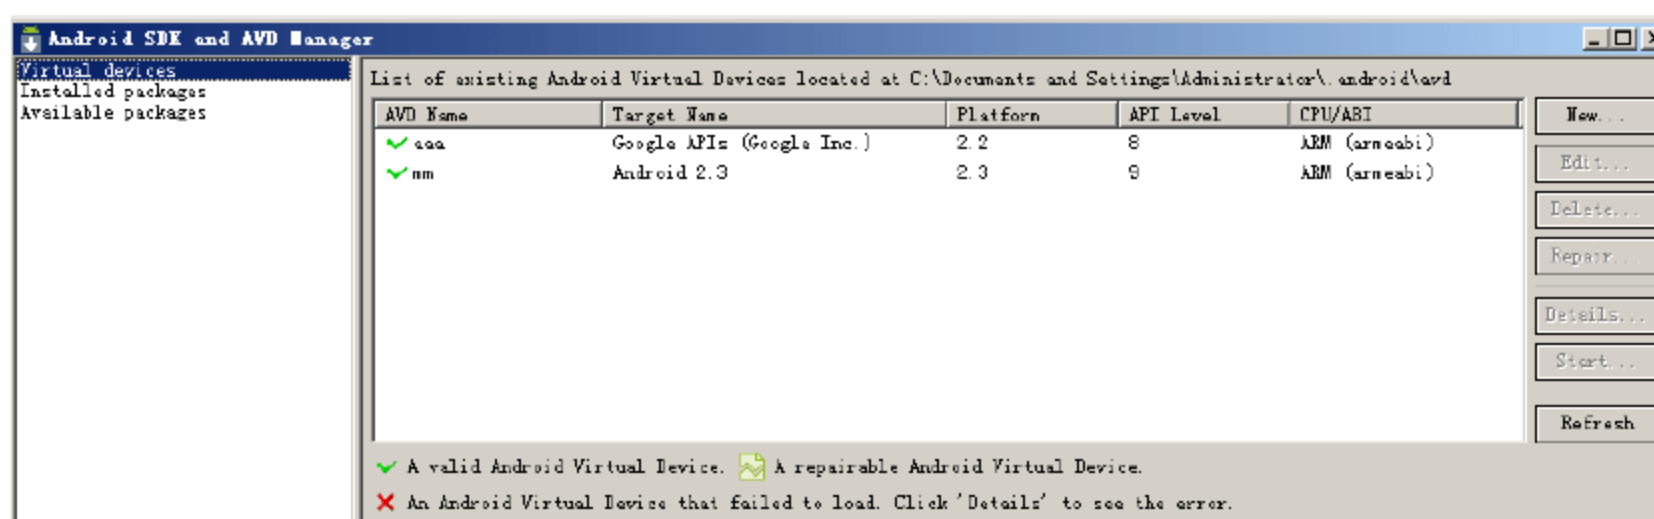 Android SDK and AVD Manager
Virtual devices
Installed packages
Available packages
List of existing Android Virtual Devices located at C:\Documents and Settings\Administrator\.android\avd
AVD Name Target Name Platform API Level CPU/ABI
aaa Google APIs (Google Inc.) 2.2 8 ARM (armeabi)
mm Android 2.3 2.3 9 ARM (armeabi)
New...
Edit...
Delete...
Repair...
Details...
Start...
Refresh
A valid Android Virtual Device. A repairable Android Virtual Device.
An Android Virtual Device that failed to load. Click 'Details' to see the error.